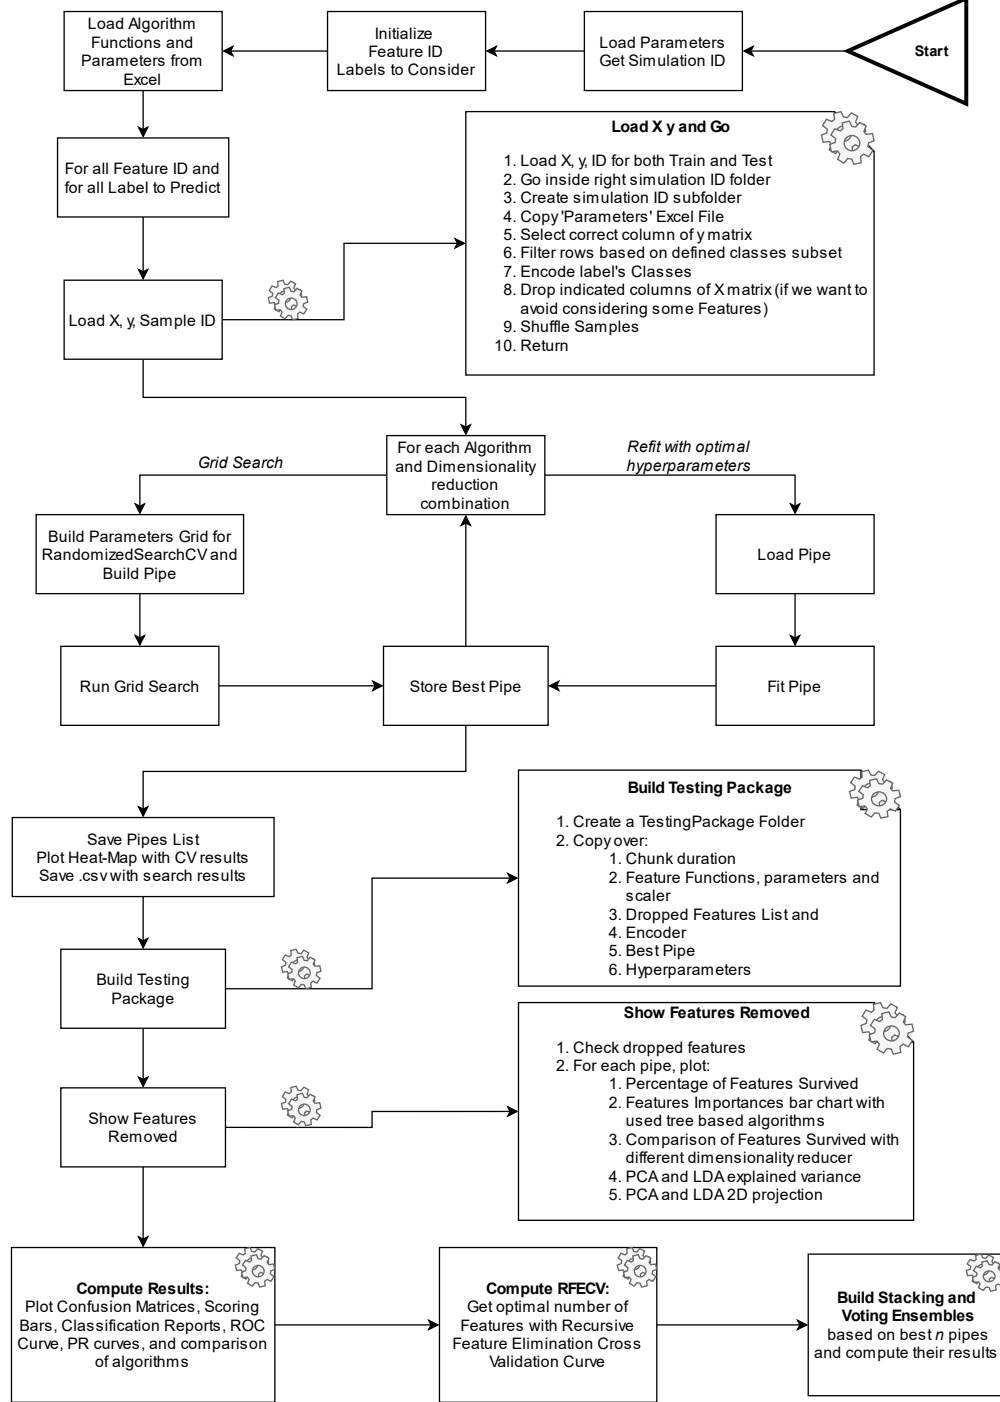 Load Algorithm
Functions and
Parameters from
Excel
Initialize
Feature ID
Labels to Consider
Load Parameters
Get Simulation ID
Start
For all Feature ID and
for all Label to Predict
Load X, y, Sample ID
Load X y and Go
1. Load X, y, ID for both Train and Test
2. Go inside right simulation ID folder
3. Create simulation ID subfolder
4. Copy 'Parameters' Excel File
5. Select correct column of y matrix
6. Filter rows based on defined classes subset
7. Encode label's Classes
8. Drop indicated columns of X matrix (if we want to
avoid considering some Features)
9. Shuffle Samples
10. Return
For each Algorithm
and Dimensionality
reduction
combination
Grid Search
Refit with optimal
hyperparameters
Build Parameters Grid for
RandomizedSearchCV and
Build Pipe
Load Pipe
Run Grid Search
Store Best Pipe
Fit Pipe
Save Pipes List
Plot Heat-Map with CV results
Save .csv with search results
Build Testing Package
1. Create a TestingPackage Folder
2. Copy over:
1. Chunk duration
2. Feature Functions, parameters and
scaler
3. Dropped Features List and
4. Encoder
5. Best Pipe
6. Hyperparameters
Build Testing
Package
Show Features Removed
1. Check dropped features
2. For each pipe, plot:
1. Percentage of Features Survived
2. Features Importances bar chart with
used tree based algorithms
3. Comparison of Features Survived with
different dimensionality reducer
4. PCA and LDA explained variance
5. PCA and LDA 2D projection
Show Features
Removed
Compute Results:
Plot Confusion Matrices, Scoring
Bars, Classification Reports, ROC
Curve, PR curves, and comparison
of algorithms
Compute RFECV:
Get optimal number of
Features with Recursive
Feature Elimination Cross
Validation Curve
Build Stacking and
Voting Ensembles
based on best n pipes
and compute their results